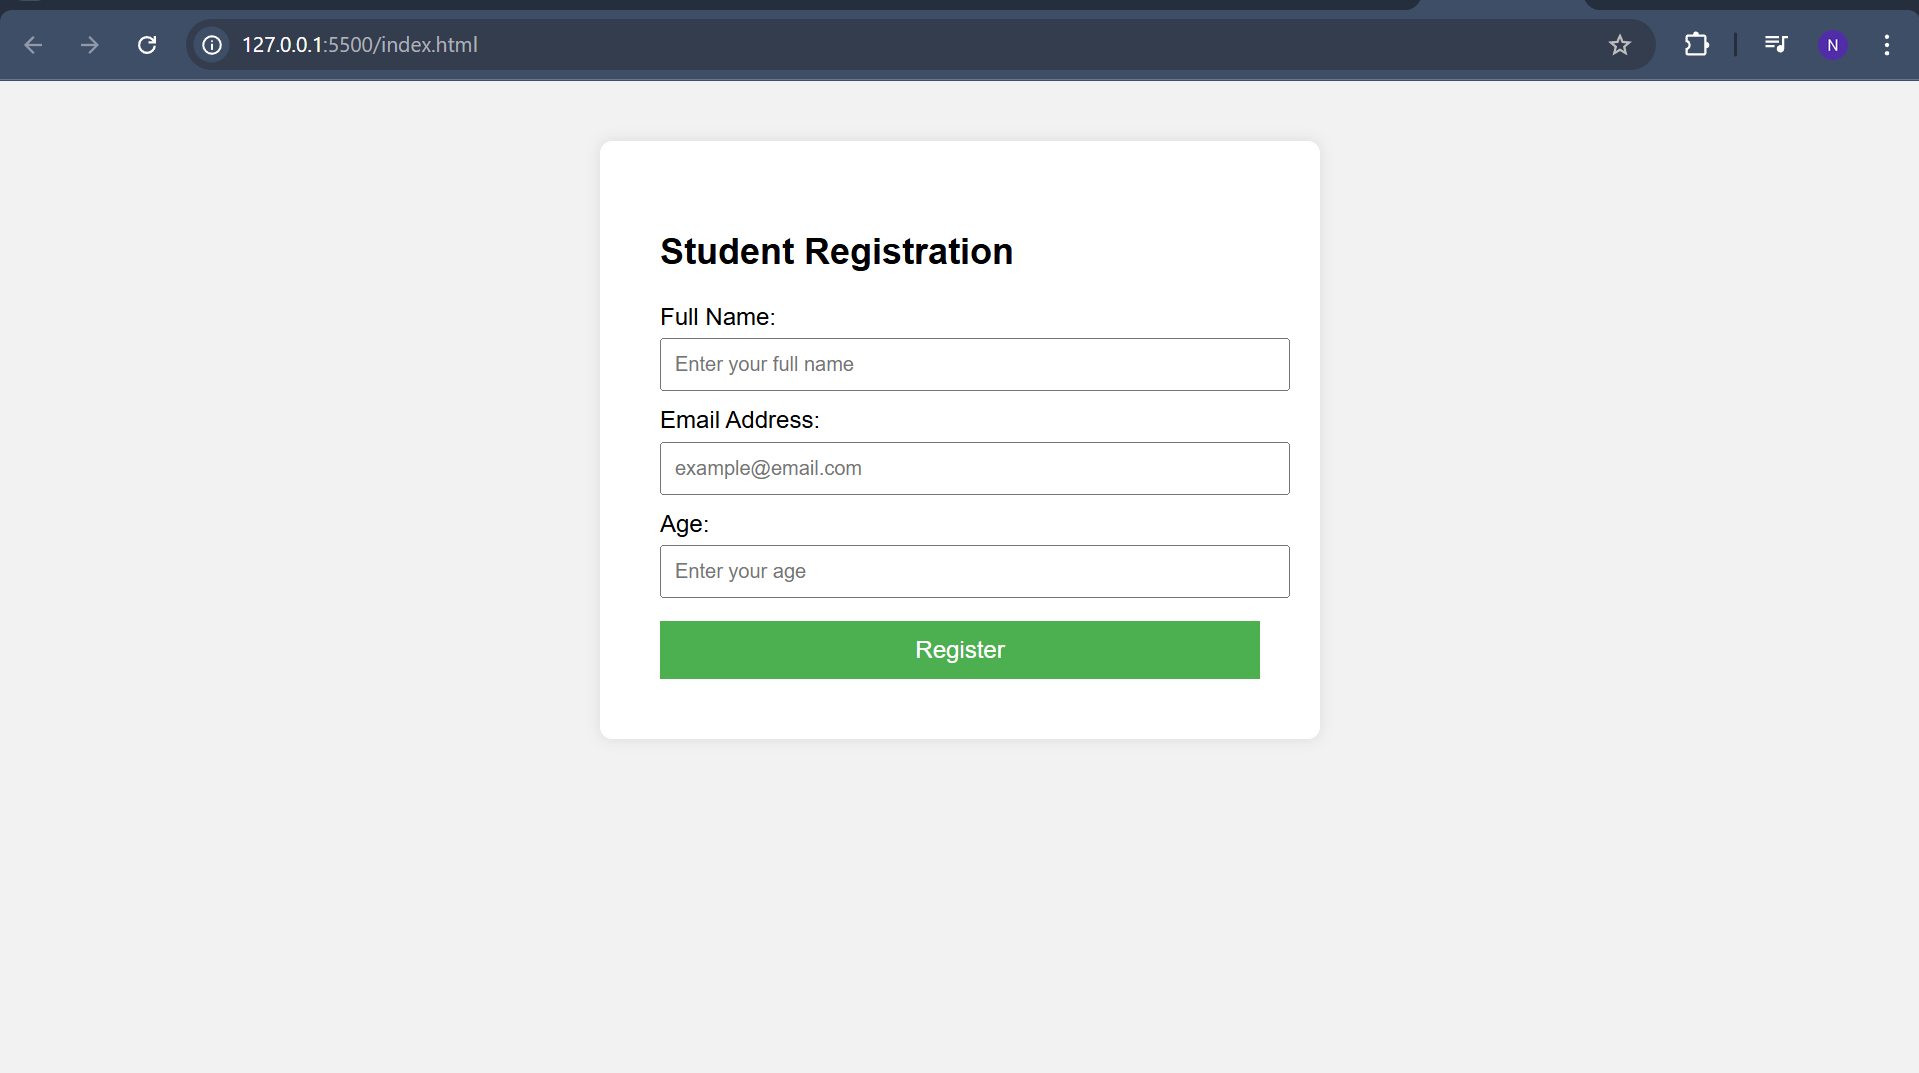 127.0.0.1:5500/index.html
N
Student Registration
Full Name:
Enter your full name
Email Address:
example@email.com
Age:
Enter your age
Register